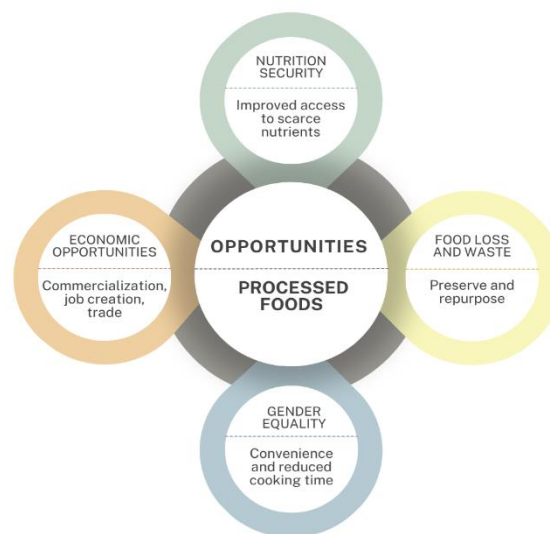 NUTRITION
SECURITY
Improved access
to scarce
nutrients
ECONOMIC
OPPORTUNITIES
Commercialization,
job creation,
trade
OPPORTUNITIES
PROCESSED
FOODS
FOOD LOSS
AND WASTE
Preserve and
repurpose
GENDER
EQUALITY
Convenience
and reduced
cooking time